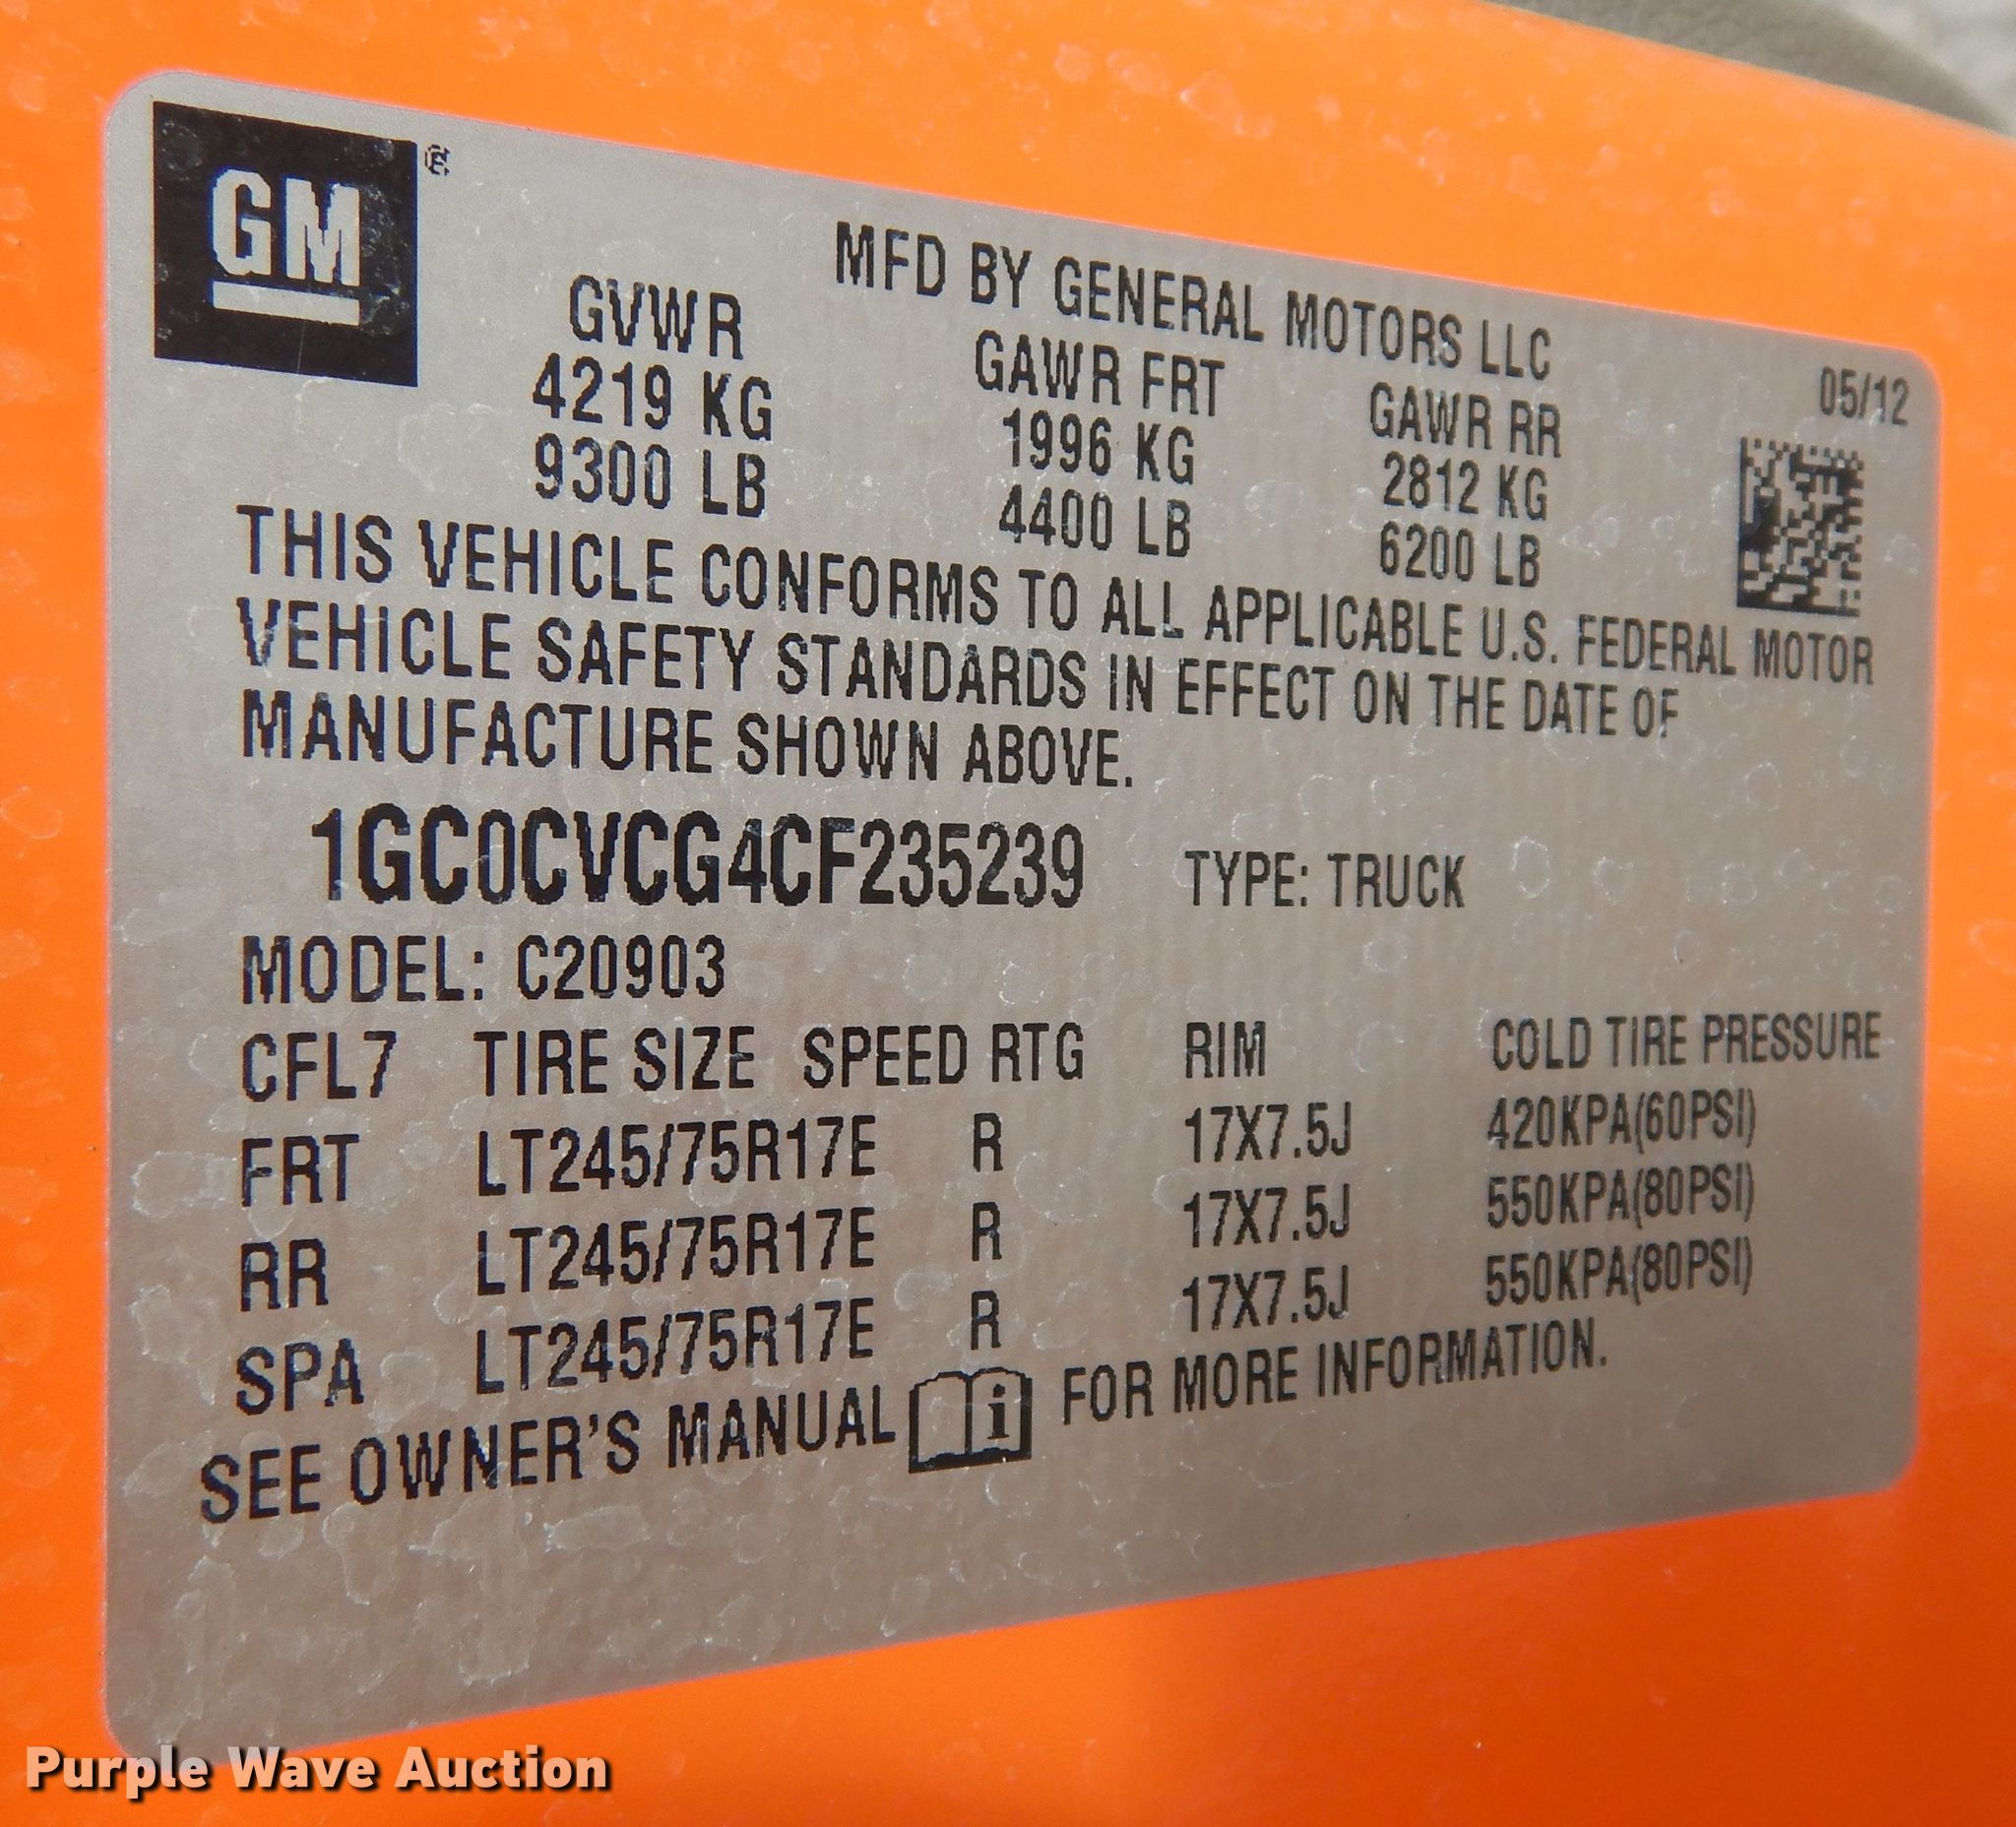 GM
MFD BY GENERAL MOTORS LLC
05/12
GVWR GAWR FRT GAWR RR
4219 KG 1996 KG 2812 KG
9300 LB 4400 LB 6200 LB
THIS VEHICLE CONFORMS TO ALL APPLICABLE U.S. FEDERAL MOTOR
VEHICLE SAFETY STANDARDS IN EFFECT ON THE DATE OF
MANUFACTURE SHOWN ABOVE.
1GC0CVCG4CF235239 TYPE: TRUCK
MODEL: C20903
CFL7 TIRE SIZE SPEED RTG RIM COLD TIRE PRESSURE
FRT LT245/75R17E R 17X7.5J 420KPA(60PSI)
RR LT245/75R17E R 17X7.5J 550KPA(80PSI)
SPA LT245/75R17E R 17X7.5J 550KPA(80PSI)
SEE OWNER'S MANUAL i FOR MORE INFORMATION.
Purple Wave Auction